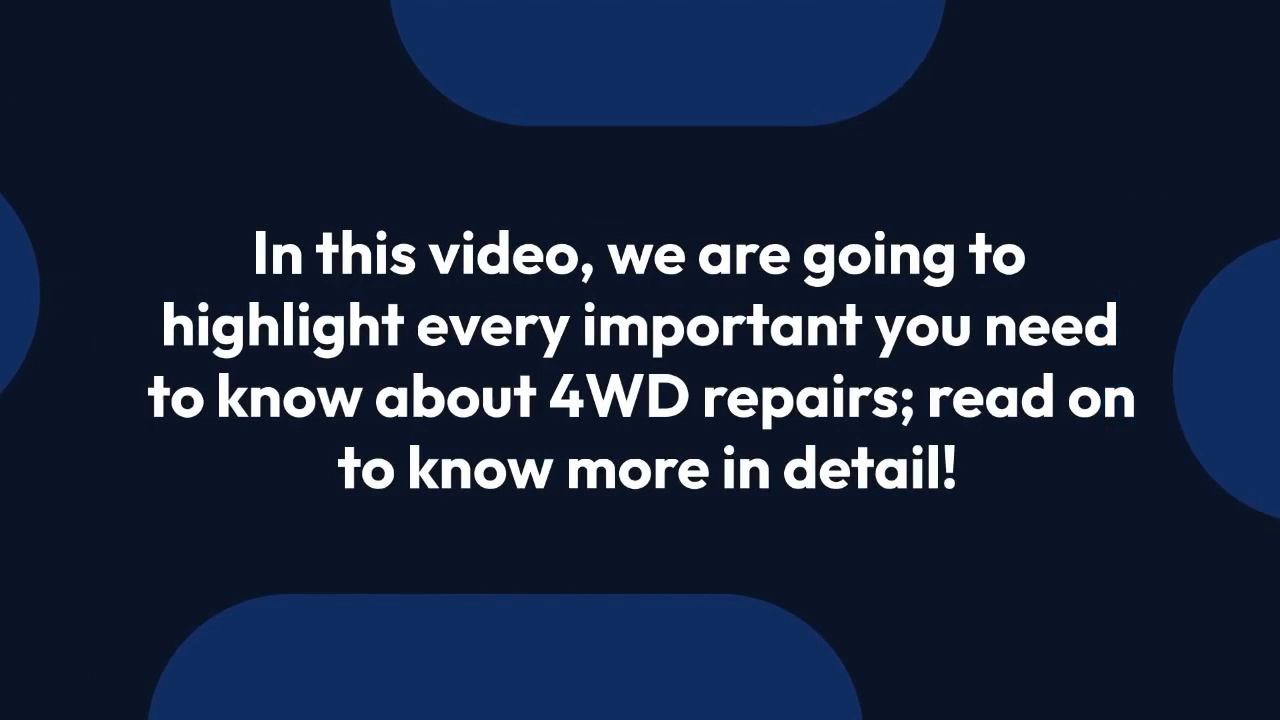 In this video, we are going to
highlight every important you need
to know about 4WD repairs; read on
to know more in detail!